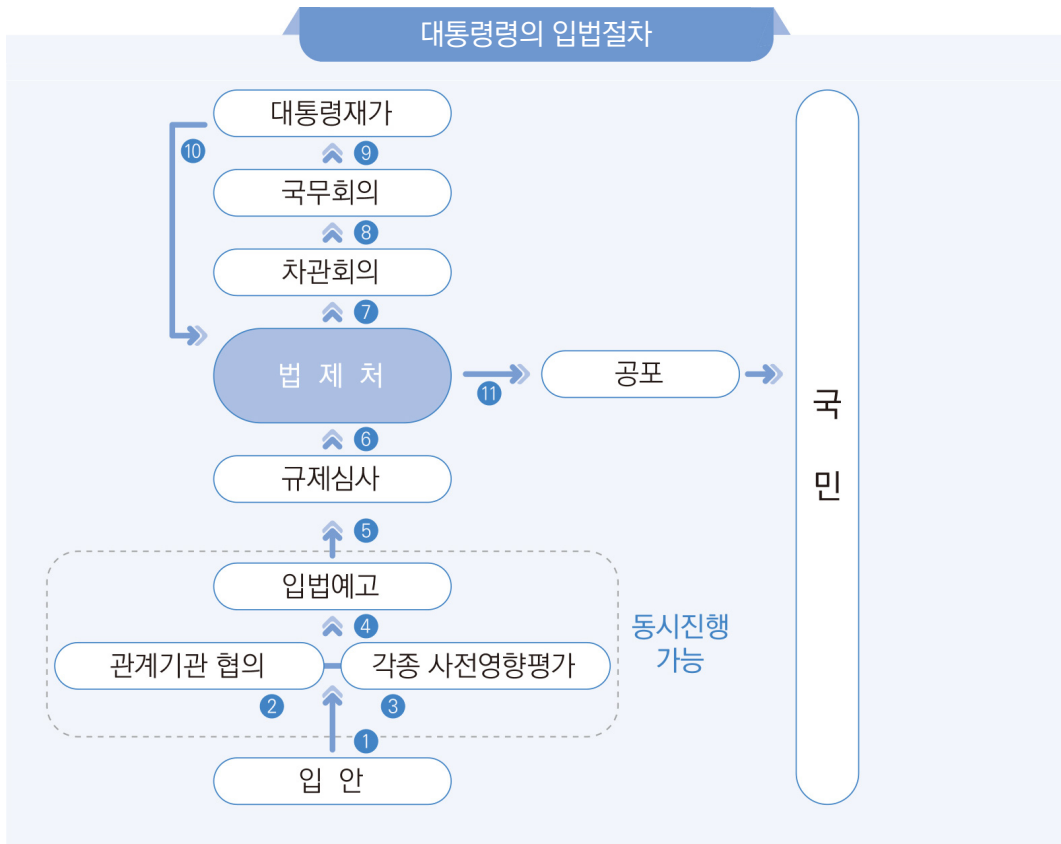 대통령령의 입법절차
대통령재가
10
9
국무회의
8
차관회의
7
법 제 처
11
공포
국
민
6
규제심사
5
입법예고
4
동시진행
가능
관계기관 협의
각종 사전영향평가
2
3
1
입 안